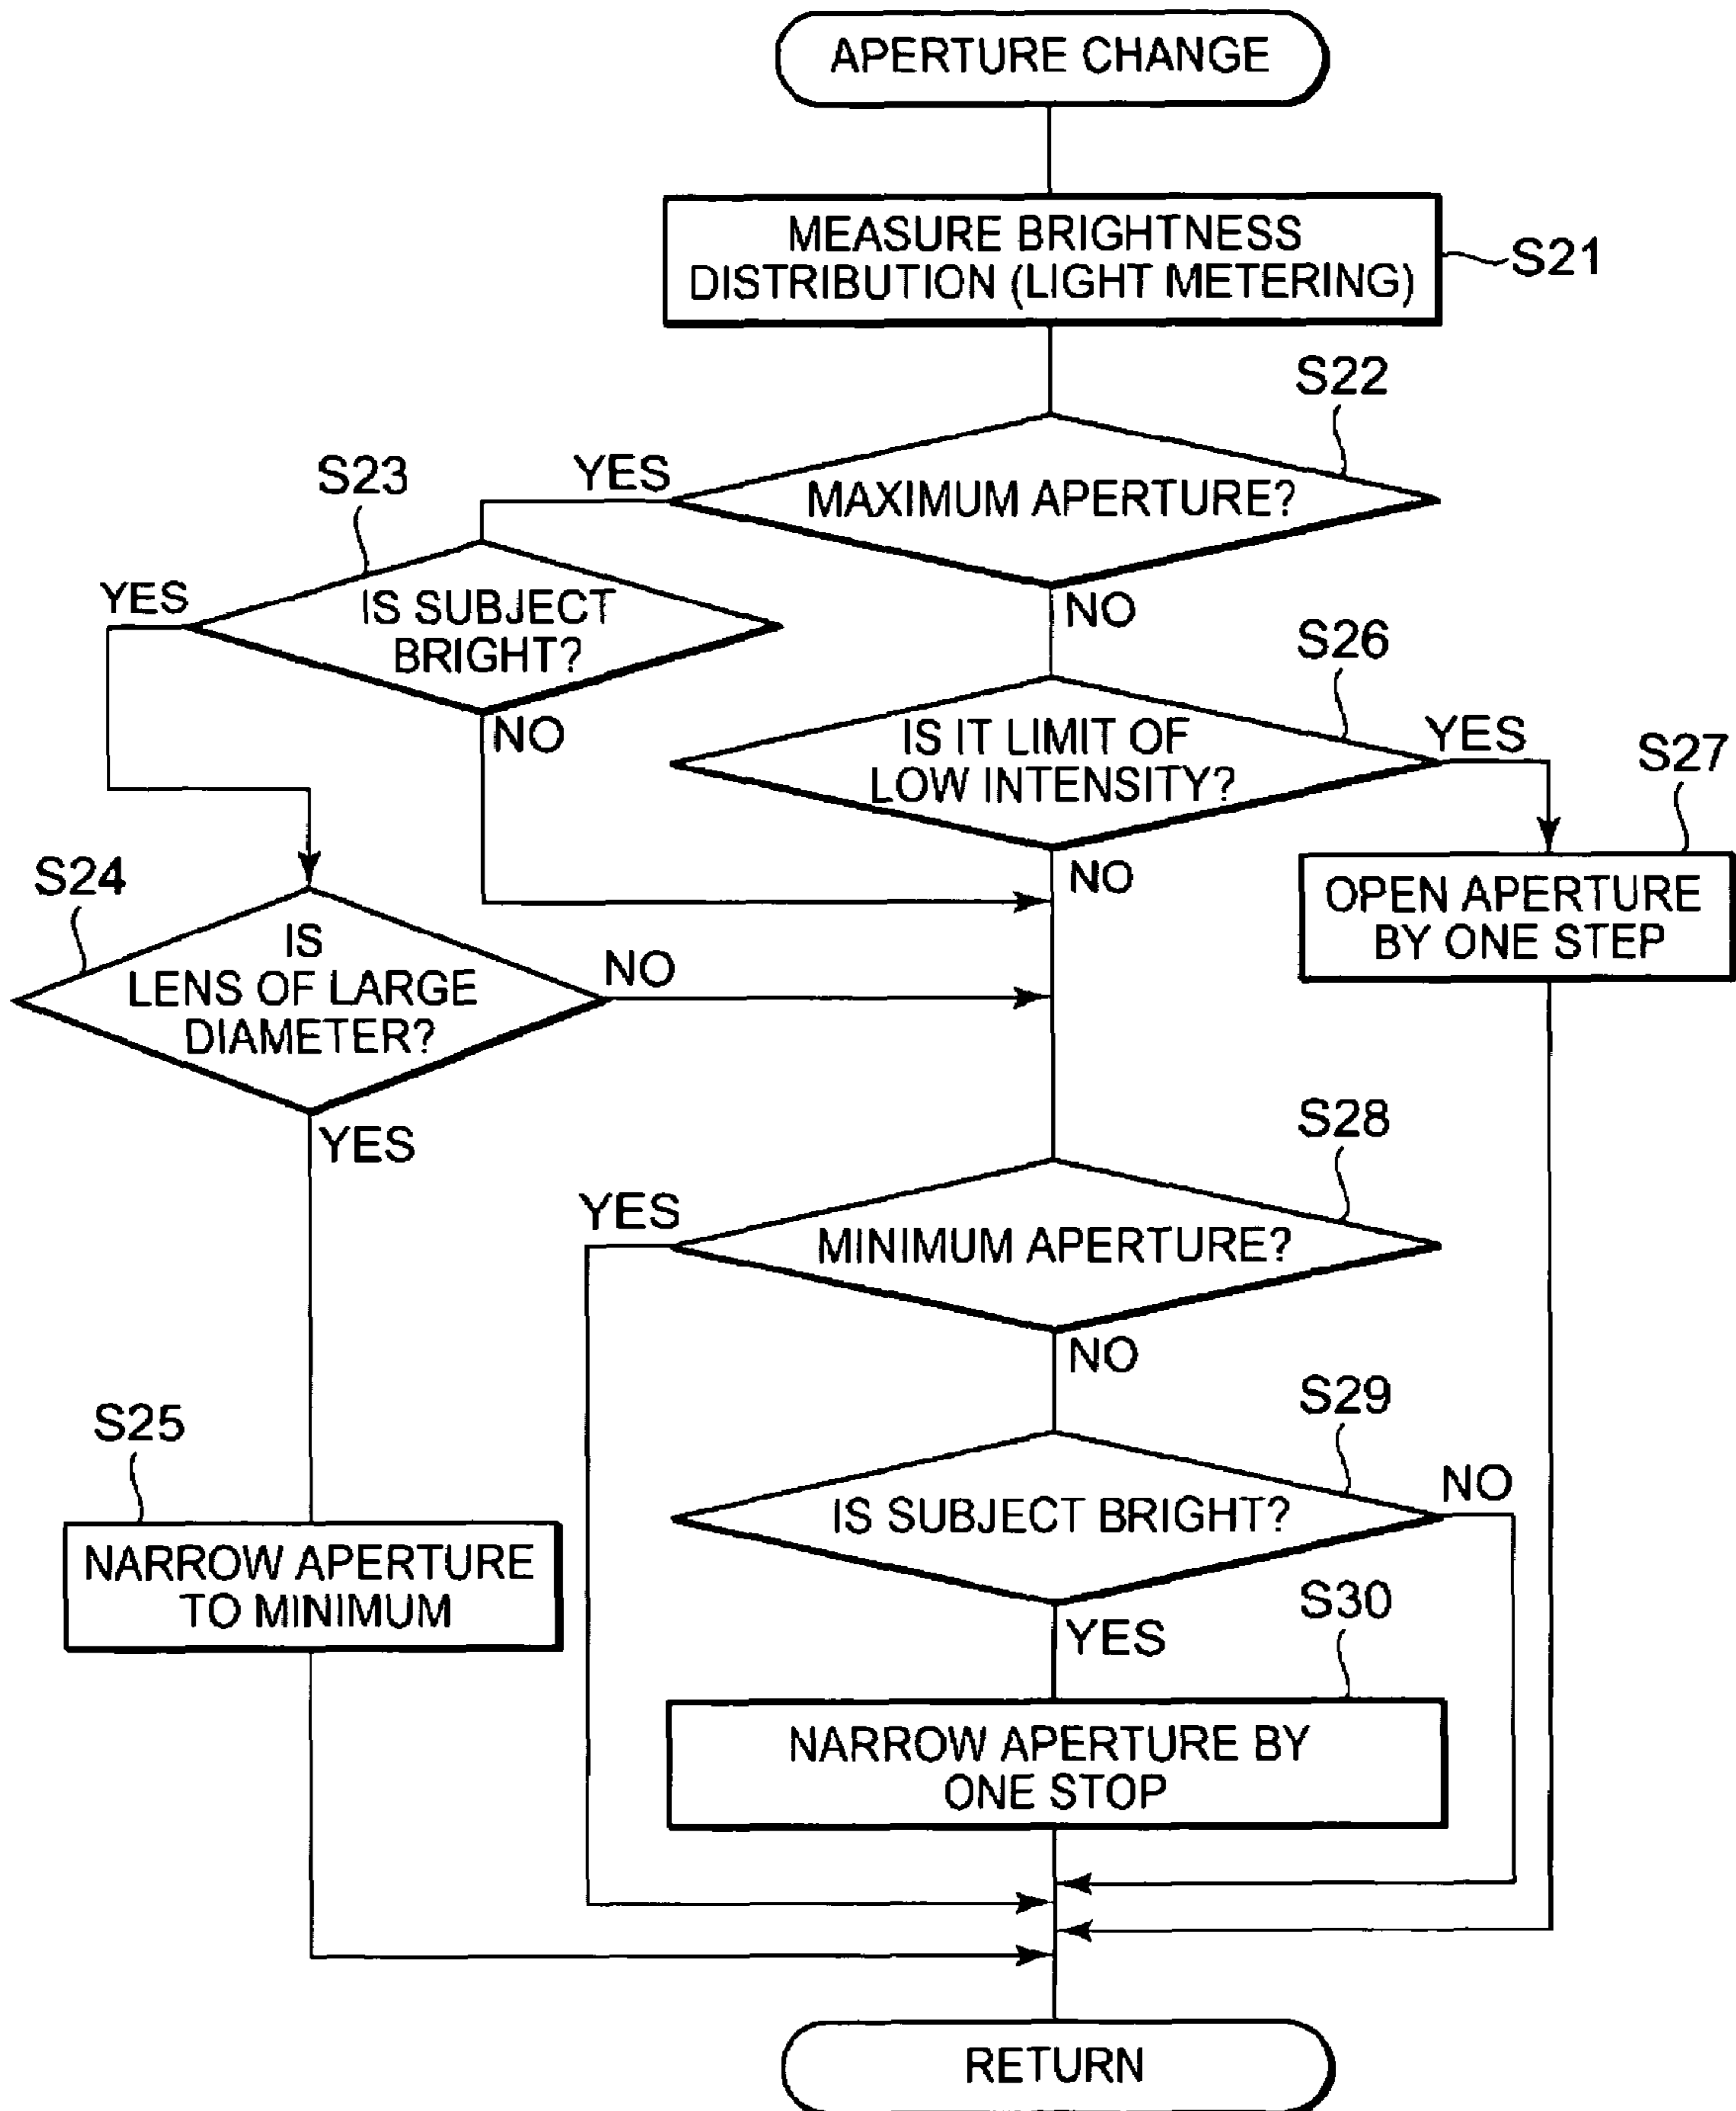 APERTURE CHANGE
MEASURE BRIGHTNESS
DISTRIBUTION (LIGHT METERING)
S21
S22
MAXIMUM APERTURE?
YES
NO
S23
IS SUBJECT
BRIGHT?
YES
NO
S26
IS IT LIMIT OF
LOW INTENSITY?
YES
NO
S27
OPEN APERTURE
BY ONE STEP
S24
IS
LENS OF LARGE
DIAMETER?
NO
YES
S28
MINIMUM APERTURE?
YES
NO
S25
NARROW APERTURE
TO MINIMUM
S29
IS SUBJECT BRIGHT?
NO
YES
S30
NARROW APERTURE BY
ONE STOP
RETURN